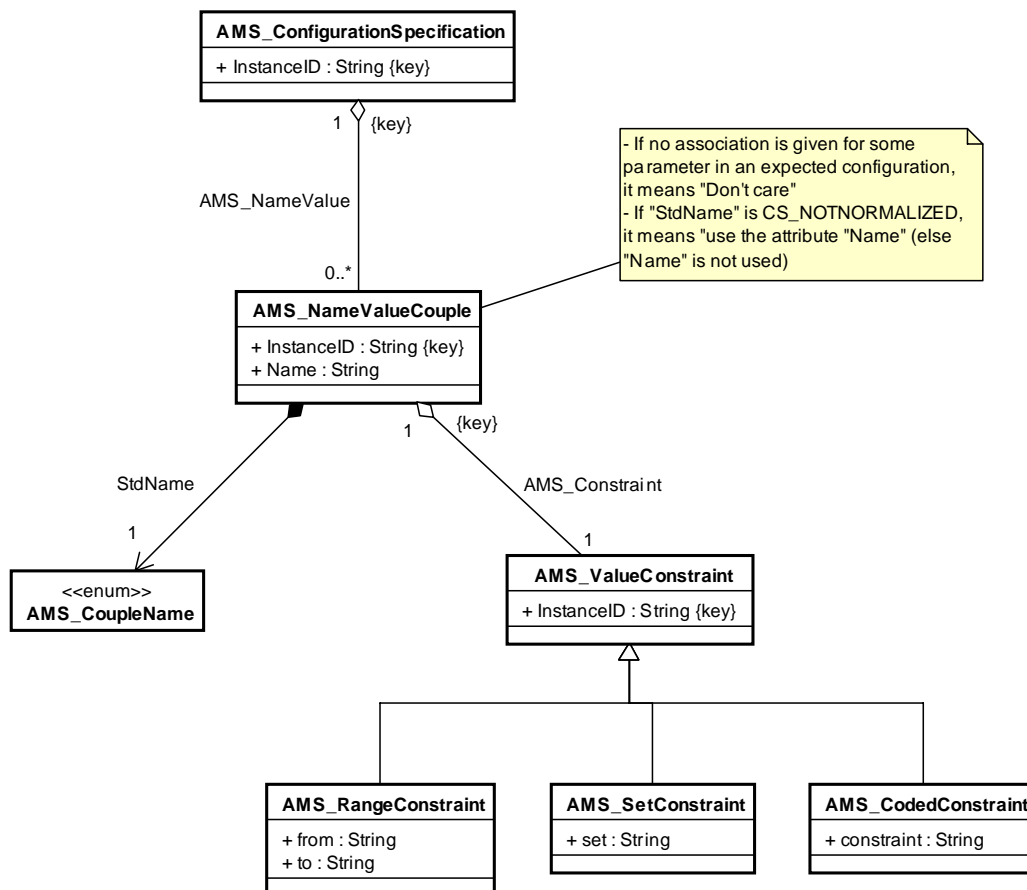 AMS_ConfigurationSpecification
+ InstanceID : String {key}
1 {key}
AMS_NameValue
0..*
- If no association is given for some
parameter in an expected configuration,
it means "Don't care"
- If "StdName" is CS_NOTNORMALIZED,
it means "use the attribute "Name" (else
"Name" is not used)
AMS_NameValueCouple
+ InstanceID : String {key}
+ Name : String
1 {key}
StdName
1
AMS_Constraint
1
<<enum>>
AMS_CoupleName
AMS_ValueConstraint
+ InstanceID : String {key}
AMS_RangeConstraint
+ from : String
+ to : String
AMS_SetConstraint
+ set : String
AMS_CodedConstraint
+ constraint : String